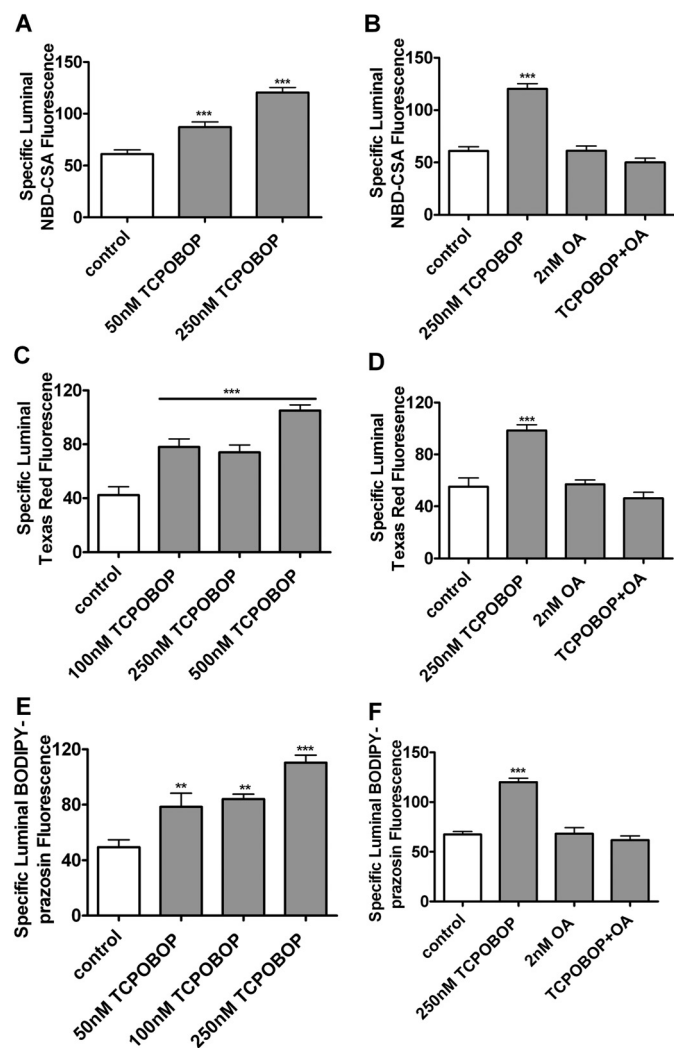 A
Specific Luminal
NBD-CSA Fluorescence
150
100
50
0
***
***
control
50nM TCPOBOP
250nM TCPOBOP
B
Specific Luminal
NBD-CSA Fluorescence
150
100
50
0
***
control
250nM TCPOBOP
2nM OA
TCPOBOP+OA
C
Specific Luminal
Texas Red Fluorescene
120
80
40
0
***
control
100nM TCPOBOP
250nM TCPOBOP
500nM TCPOBOP
D
Specific Luminal
Texas Red Fluoresence
120
80
40
0
***
control
250nM TCPOBOP
2nM OA
TCPOBOP+OA
E
Specific Luminal BODIPY-
prazosin Fluorescence
120
80
40
0
**
**
***
control
50nM TCPOBOP
100nM TCPOBOP
250nM TCPOBOP
F
Specific Luminal BODIPY-
prazosin Fluorescence
150
100
50
0
***
control
250nM TCPOBOP
2nM OA
TCPOBOP+OA